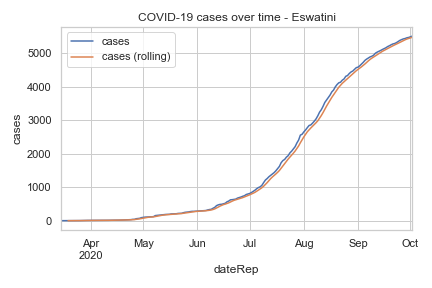 COVID-19 cases over time - Eswatini
cases
cases (rolling)
5000
4000
3000
2000
1000
0
cases
Apr
2020
May
Jun
Jul
Aug
Sep
Oct
dateRep